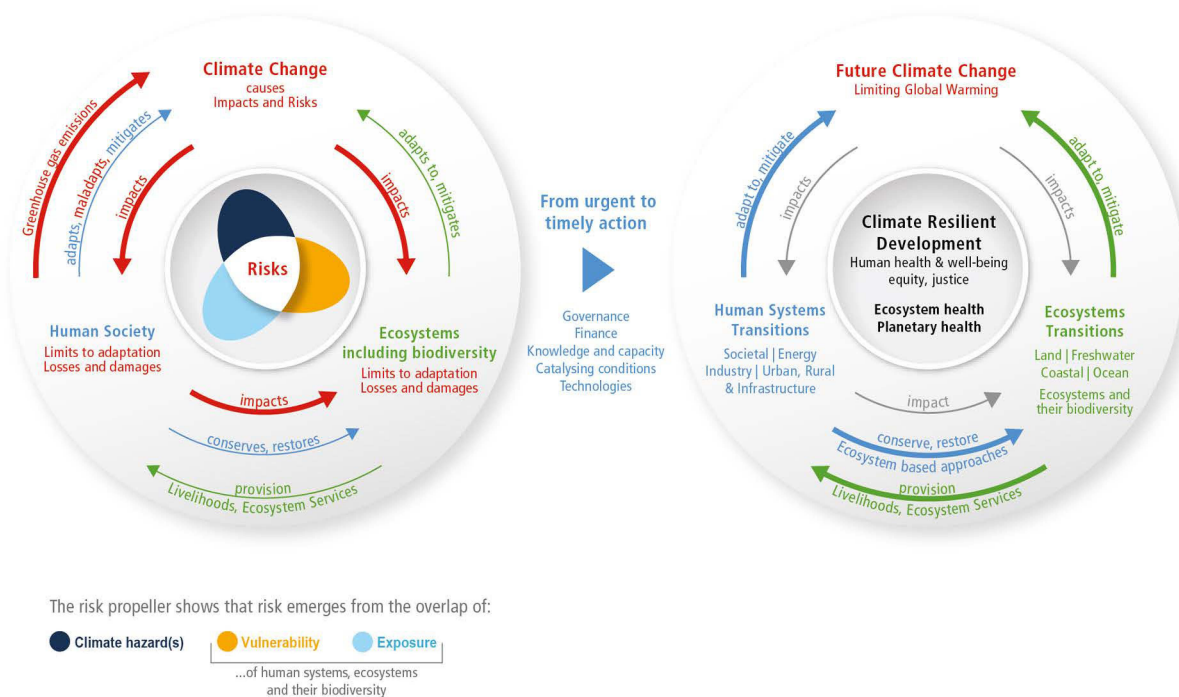 Climate Change
causes
Impacts and Risks
Greenhouse gas emissions
adapts, maladapts, mitigates
impacts
impacts
adapts to, mitigates
Risks
Human Society
Limits to adaptation
Losses and damages
Ecosystems
including biodiversity
Limits to adaptation
Losses and damages
impacts
conserves, restores
provision
Livelihoods, Ecosystem Services
From urgent to
timely action
Governance
Finance
Knowledge and capacity
Catalysing conditions
Technologies
Future Climate Change
Limiting Global Warming
adapt to, mitigate
impacts
impacts
adapt to, mitigate
Climate Resilient
Development
Human health & well-being
equity, justice
Ecosystem health
Planetary health
Human Systems
Transitions
Societal | Energy
Industry | Urban, Rural
& Infrastructure
Ecosystems
Transitions
Land | Freshwater
Coastal | Ocean
Ecosystems and
their biodiversity
impact
conserve, restore
Ecosystem based approaches
provision
Livelihoods, Ecosystem Services
The risk propeller shows that risk emerges from the overlap of:
Climate hazard(s) Vulnerability Exposure
...of human systems, ecosystems
and their biodiversity